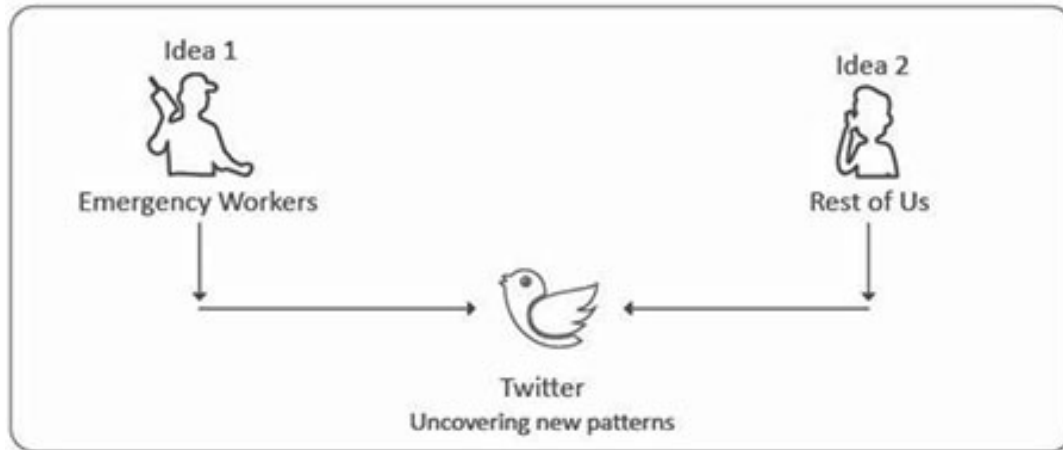 Idea 1
Emergency Workers
Idea 2
Rest of Us
Twitter
Uncovering new patterns